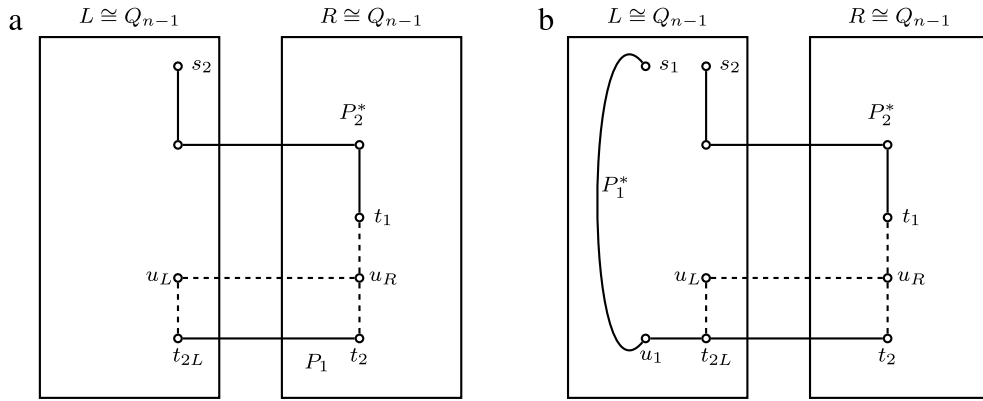 a
L ≅ Q_{n-1} R ≅ Q_{n-1}
s_2
P_2^*
t_1
u_L u_R
t_{2L} P_1 t_2
b
L ≅ Q_{n-1} R ≅ Q_{n-1}
s_1 s_2
P_2^*
P_1^*
t_1
u_L u_R
u_1 t_{2L} t_2